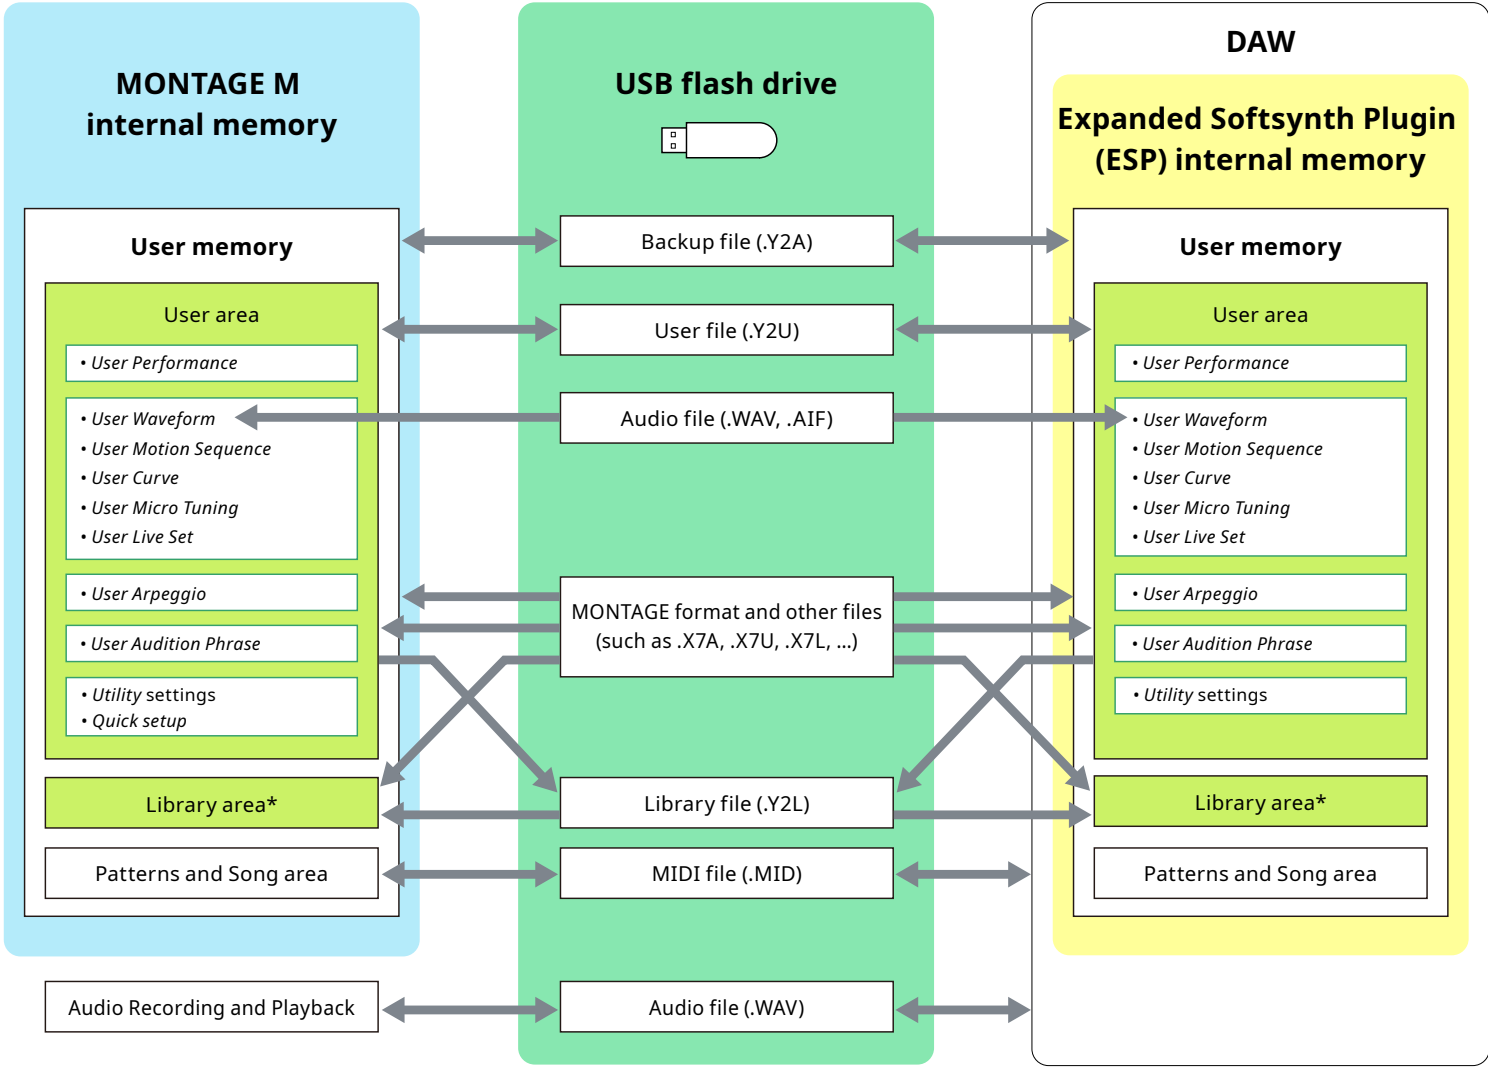 MONTAGE M
internal memory
User memory
User area
• User Performance
• User Waveform
• User Motion Sequence
• User Curve
• User Micro Tuning
• User Live Set
• User Arpeggio
• User Audition Phrase
• Utility settings
• Quick setup
Library area*
Patterns and Song area
Audio Recording and Playback
USB flash drive
Backup file (.Y2A)
User file (.Y2U)
Audio file (.WAV, .AIF)
MONTAGE format and other files
(such as .X7A, .X7U, .X7L, ...)
Library file (.Y2L)
MIDI file (.MID)
Audio file (.WAV)
DAW
Expanded Softsynth Plugin
(ESP) internal memory
User memory
User area
• User Performance
• User Waveform
• User Motion Sequence
• User Curve
• User Micro Tuning
• User Live Set
• User Arpeggio
• User Audition Phrase
• Utility settings
Library area*
Patterns and Song area